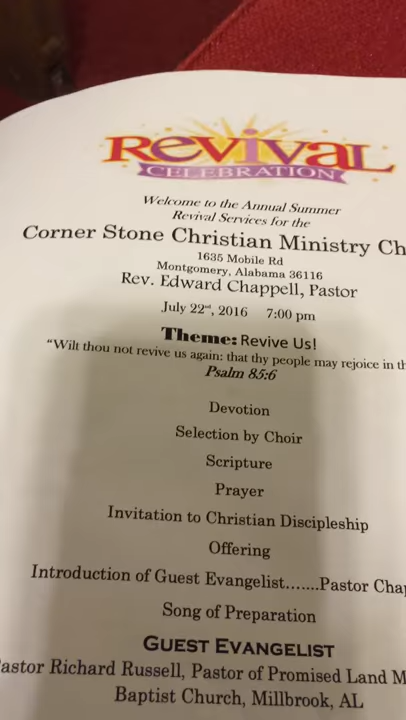 Revival
CELEBRATION
Welcome to the Annual Summer
Revival Services for the
Corner Stone Christian Ministry Ch
1635 Mobile Rd
Montgomery, Alabama 36116
Rev. Edward Chappell, Pastor
July 22nd, 2016 7:00 pm
Theme: Revive Us!
"Wilt thou not revive us again: that thy people may rejoice in th
Psalm 85:6
Devotion
Selection by Choir
Scripture
Prayer
Invitation to Christian Discipleship
Offering
Introduction of Guest Evangelist.......Pastor Chap
Song of Preparation
GUEST EVANGELIST
Pastor Richard Russell, Pastor of Promised Land M
Baptist Church, Millbrook, AL